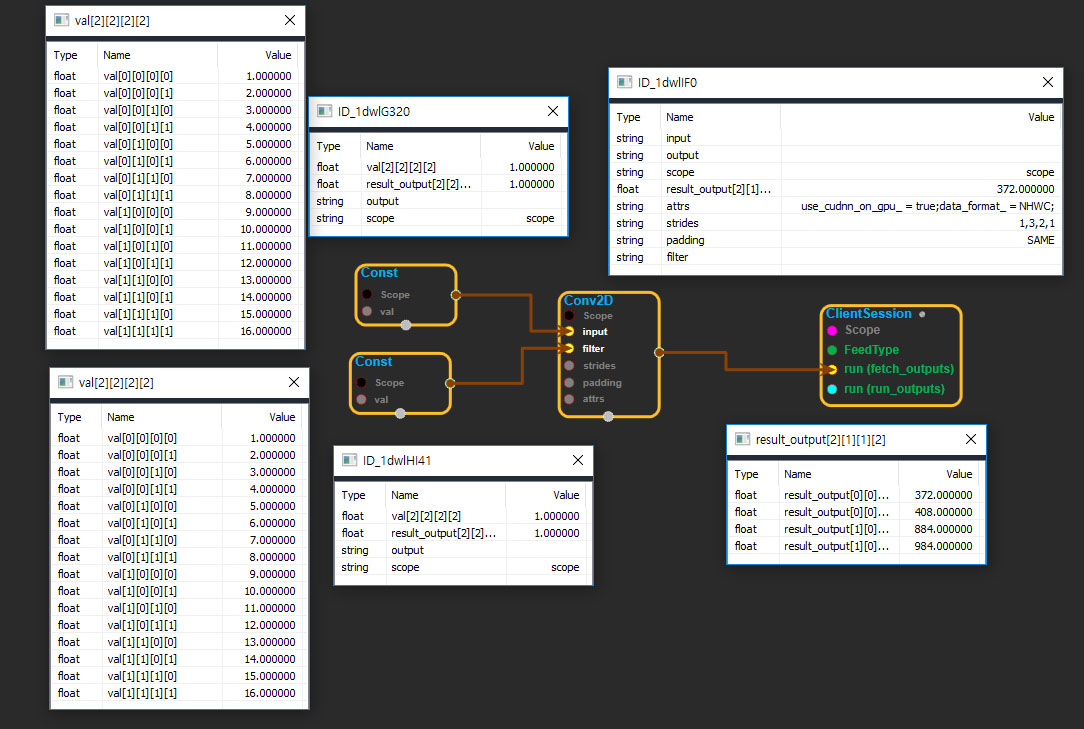 val[2][2][2][2]
Type Name Value
float val[0][0][0][0] 1.000000
float val[0][0][0][1] 2.000000
float val[0][0][1][0] 3.000000
float val[0][0][1][1] 4.000000
float val[0][1][0][0] 5.000000
float val[0][1][0][1] 6.000000
float val[0][1][1][0] 7.000000
float val[0][1][1][1] 8.000000
float val[1][0][0][0] 9.000000
float val[1][0][0][1] 10.000000
float val[1][0][1][0] 11.000000
float val[1][0][1][1] 12.000000
float val[1][1][0][0] 13.000000
float val[1][1][0][1] 14.000000
float val[1][1][1][0] 15.000000
float val[1][1][1][1] 16.000000
ID_1dwlG320
Type Name Value
float val[2][2][2][2] 1.000000
float result_output[2][2]... 1.000000
string output
string scope scope
ID_1dwlIF0
Type Name Value
string input
string output
string scope scope
float result_output[2][1]... 372.000000
string attrs use_cudnn_on_gpu_ = true;data_format_ = NHWC;
string strides 1,3,2,1
string padding SAME
string filter
Const
Scope
val
Const
Scope
val
Conv2D
Scope
input
filter
strides
padding
attrs
ClientSession
Scope
FeedType
run (fetch_outputs)
run (run_outputs)
val[2][2][2][2]
Type Name Value
float val[0][0][0][0] 1.000000
float val[0][0][0][1] 2.000000
float val[0][0][1][0] 3.000000
float val[0][0][1][1] 4.000000
float val[0][1][0][0] 5.000000
float val[0][1][0][1] 6.000000
float val[0][1][1][0] 7.000000
float val[0][1][1][1] 8.000000
float val[1][0][0][0] 9.000000
float val[1][0][0][1] 10.000000
float val[1][0][1][0] 11.000000
float val[1][0][1][1] 12.000000
float val[1][1][0][0] 13.000000
float val[1][1][0][1] 14.000000
float val[1][1][1][0] 15.000000
float val[1][1][1][1] 16.000000
ID_1dwlHI41
Type Name Value
float val[2][2][2][2] 1.000000
float result_output[2][2]... 1.000000
string output
string scope scope
result_output[2][1][1][2]
Type Name Value
float result_output[0][0]... 372.000000
float result_output[0][0]... 408.000000
float result_output[1][0]... 884.000000
float result_output[1][0]... 984.000000